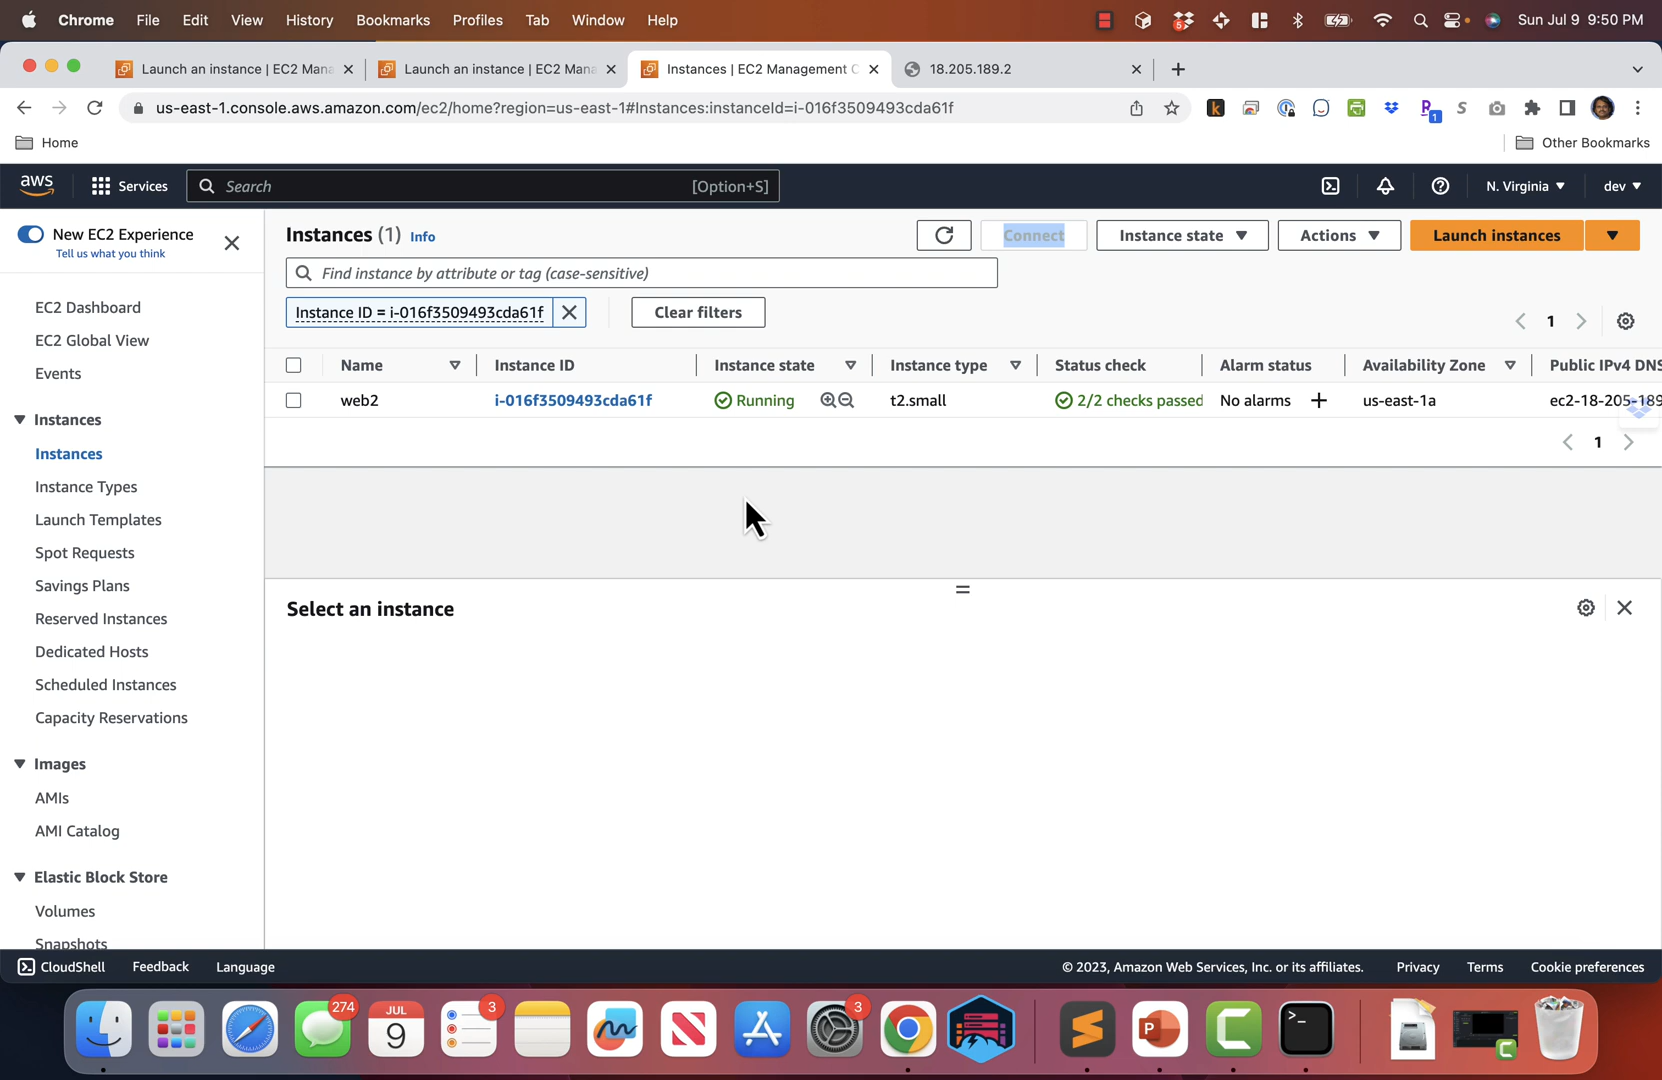 Chrome File Edit View History Bookmarks Profiles Tab Window Help 5 Sun Jul 9 9:50 PM
Launch an instance | EC2 Mana
Launch an instance | EC2 Mana
Instances | EC2 Management C
18.205.189.2
us-east-1.console.aws.amazon.com/ec2/home?region=us-east-1#Instances:instanceId=i-016f3509493cda61f
k 1 S
Home
Other Bookmarks
aws Services Search [Option+S] N. Virginia dev
New EC2 Experience
Tell us what you think
EC2 Dashboard
EC2 Global View
Events
Instances
Instances
Instance Types
Launch Templates
Spot Requests
Savings Plans
Reserved Instances
Dedicated Hosts
Scheduled Instances
Capacity Reservations
Images
AMIs
AMI Catalog
Elastic Block Store
Volumes
Snapshots
Instances (1) Info
Connect Instance state Actions Launch instances
Find instance by attribute or tag (case-sensitive)
Instance ID = i-016f3509493cda61f
Clear filters
1
Name Instance ID Instance state Instance type Status check Alarm status Availability Zone Public IPv4 DNS
web2 i-016f3509493cda61f Running t2.small 2/2 checks passed No alarms us-east-1a ec2-18-205-189
1
Select an instance
CloudShell Feedback Language © 2023, Amazon Web Services, Inc. or its affiliates. Privacy Terms Cookie preferences
274 JUL 9 3 3 P C